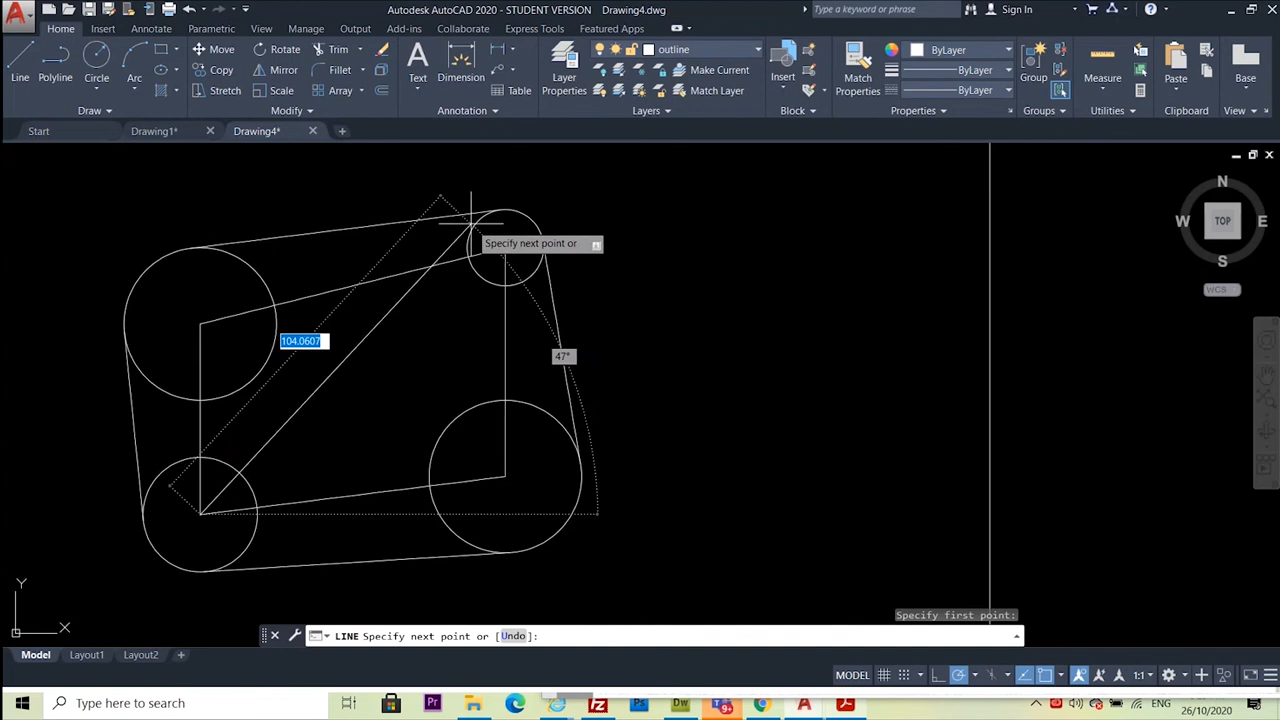 Autodesk AutoCAD 2020 - STUDENT VERSION Drawing4.dwg
Type a keyword or phrase
Sign In
Home Insert Annotate Parametric View Manage Output Add-ins Collaborate Express Tools Featured Apps
Line Polyline Circle Arc
Move Rotate Trim
Copy Mirror Fillet
Stretch Scale Array
Text Dimension
Table
Layer Properties
outline
Make Current
Match Layer
Insert
Match Properties
ByLayer
ByLayer
ByLayer
Group
Measure
Paste
Base
Draw Modify Annotation Layers Block Properties Groups Utilities Clipboard View
Start Drawing1* Drawing4*
N
W TOP S E
WCS
Specify next point or
104.0607
47°
Y
X
Specify first point:
LINE Specify next point or [Undo]:
Model Layout1 Layout2
MODEL 1:1
Type here to search
Pr
Fz
Ps
Dw
9+
ENG
26/10/2020